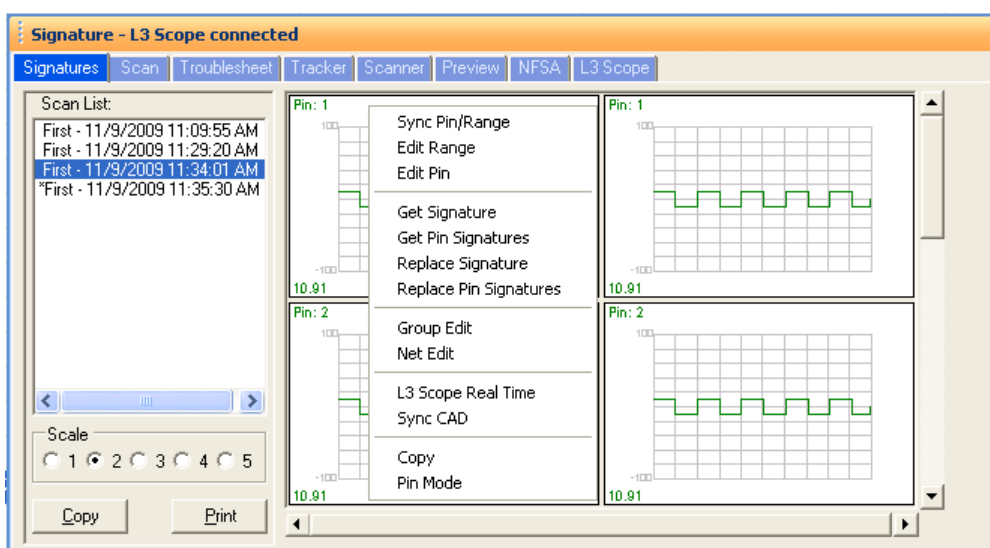 Signature - L3 Scope connected
Signatures Scan Troublesheet Tracker Scanner Preview NFSA L3 Scope
Scan List:
First - 11/9/2009 11:09:55 AM
First - 11/9/2009 11:29:20 AM
First - 11/9/2009 11:34:01 AM
*First - 11/9/2009 11:35:30 AM
Scale
1 2 3 4 5
Copy Print
Pin: 1
100
-100
10.91
Pin: 1
100
-100
10.91
Pin: 2
100
-100
10.91
Pin: 2
100
-100
10.91
Sync Pin/Range
Edit Range
Edit Pin
Get Signature
Get Pin Signatures
Replace Signature
Replace Pin Signatures
Group Edit
Net Edit
L3 Scope Real Time
Sync CAD
Copy
Pin Mode